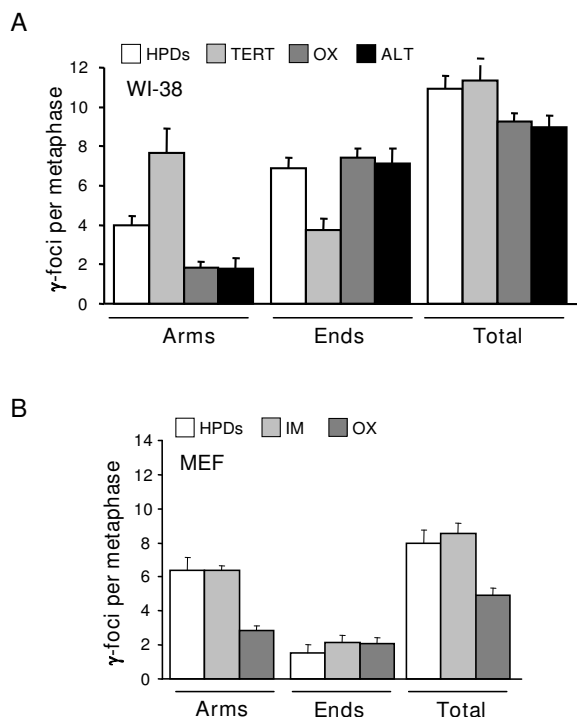 A
HPDs TERT OX ALT
WI-38
γ-foci per metaphase
12
10
8
6
4
2
0
Arms Ends Total
B
HPDs IM OX
MEF
γ-foci per metaphase
14
12
10
8
6
4
2
0
Arms Ends Total